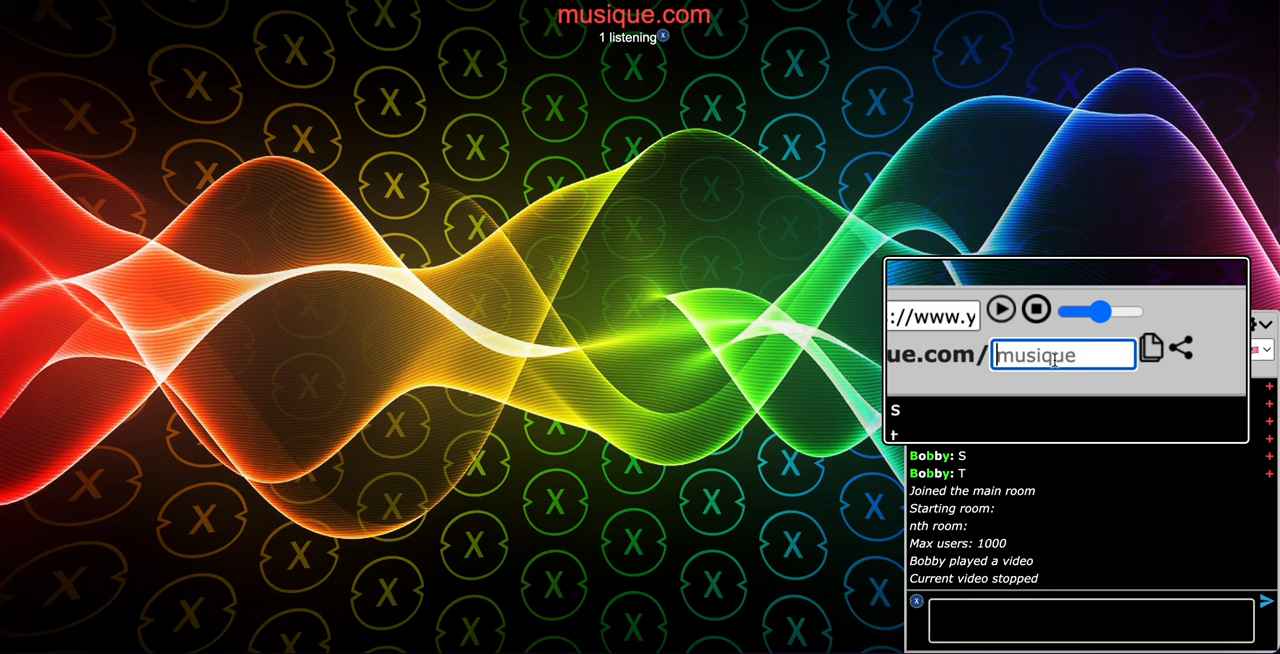 musique.com
1 listening
://www.y
ue.com/musique
S
t
Bobby: S
Bobby: T
Joined the main room
Starting room:
nth room:
Max users: 1000
Bobby played a video
Current video stopped